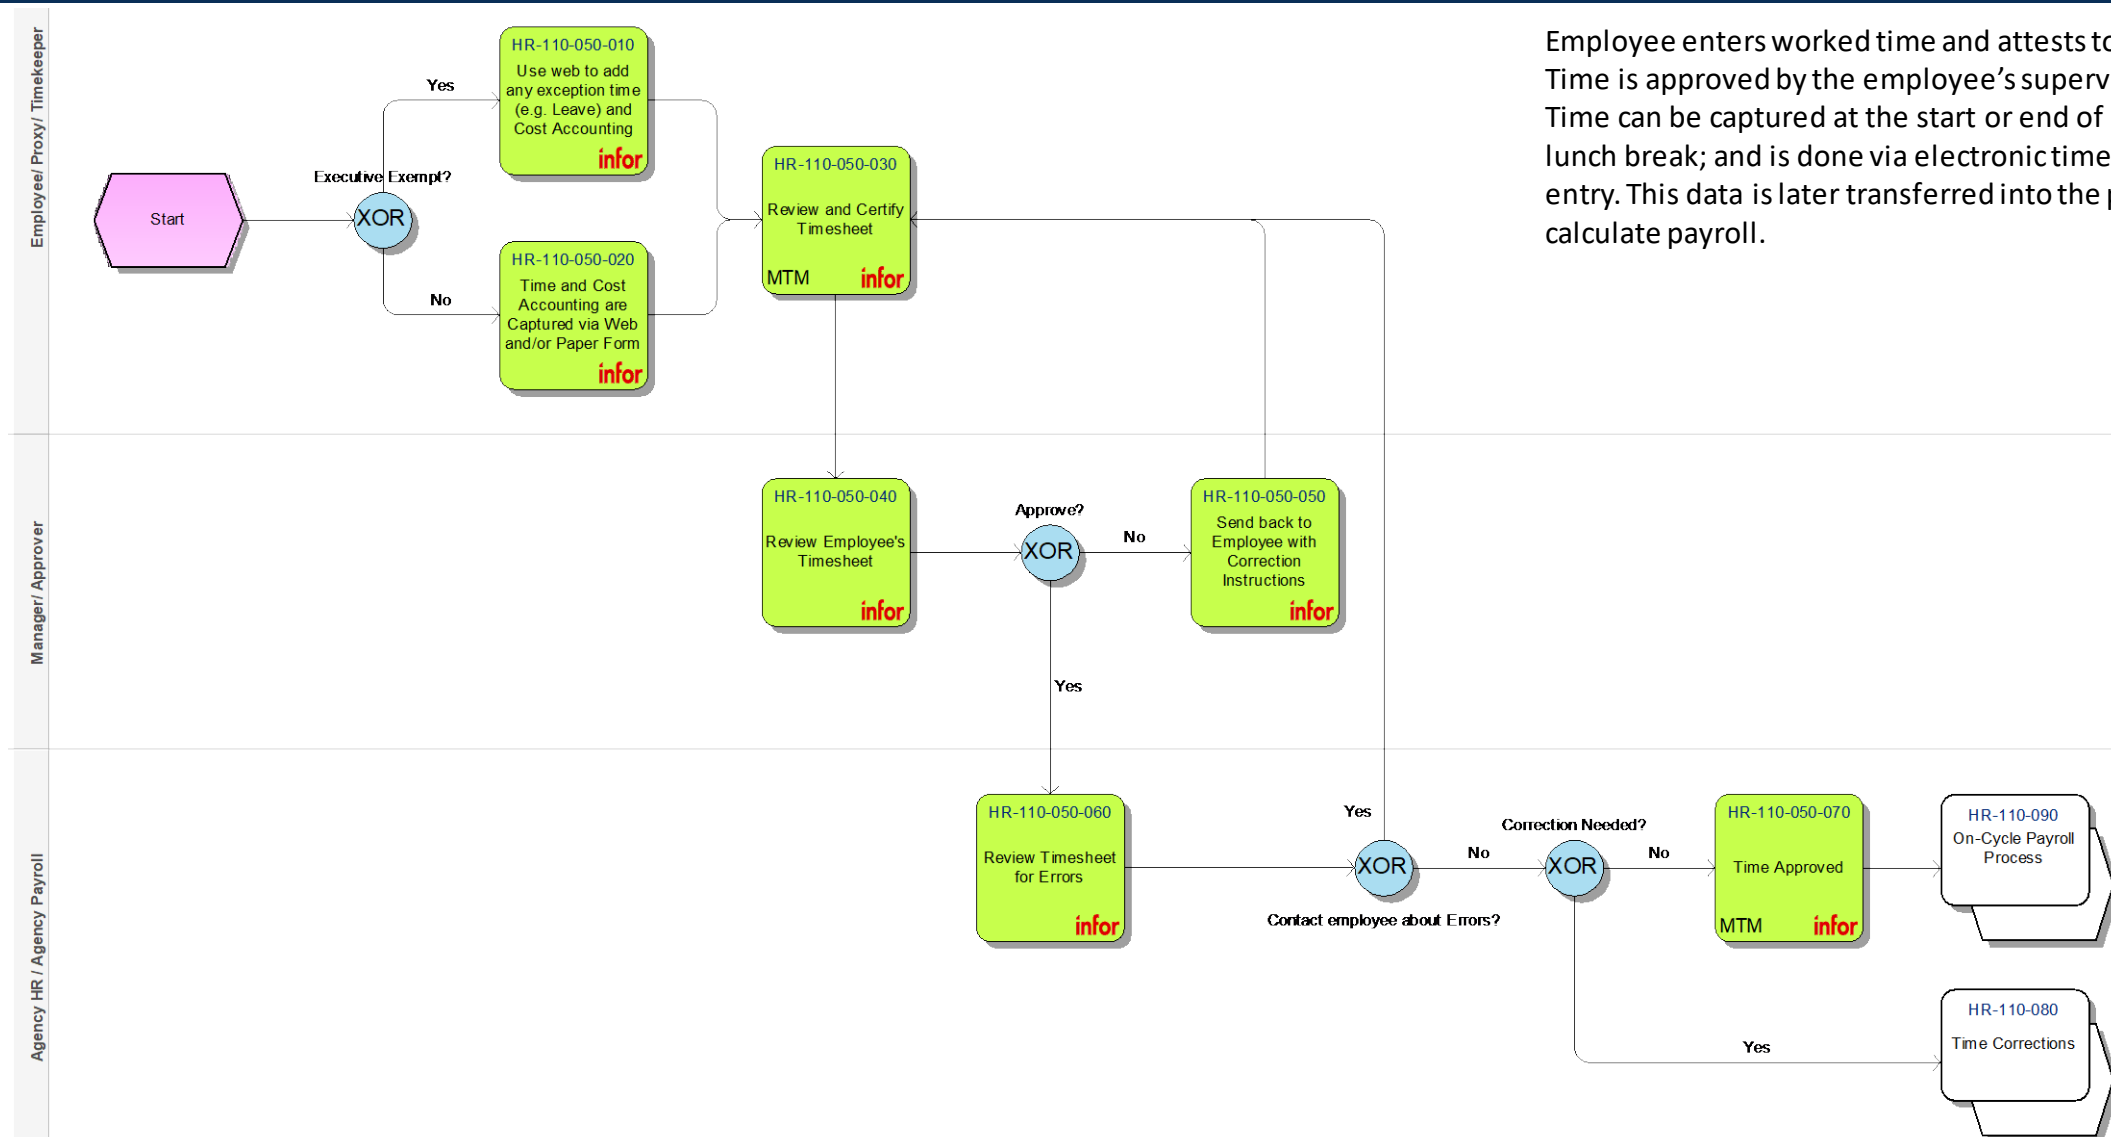 Employee/ Proxy/ Timekeeper
Start
Executive Exempt?
XOR
Yes
No
HR-110-050-010
Use web to add
any exception time
(e.g. Leave) and
Cost Accounting
infor
HR-110-050-020
Time and Cost
Accounting are
Captured via Web
and/or Paper Form
infor
HR-110-050-030
Review and Certify
Timesheet
MTM infor
Employee enters worked time and attests to
Time is approved by the employee’s superv
Time can be captured at the start or end of
lunch break; and is done via electronic time
entry. This data is later transferred into the
calculate payroll.
Manager/ Approver
HR-110-050-040
Review Employee's
Timesheet
infor
Approve?
XOR
No
Yes
HR-110-050-050
Send back to
Employee with
Correction
Instructions
infor
Agency HR / Agency Payroll
HR-110-050-060
Review Timesheet
for Errors
infor
Yes
XOR
Contact employee about Errors?
No
Correction Needed?
XOR
No
Yes
HR-110-050-070
Time Approved
MTM infor
HR-110-090
On-Cycle Payroll
Process
HR-110-080
Time Corrections